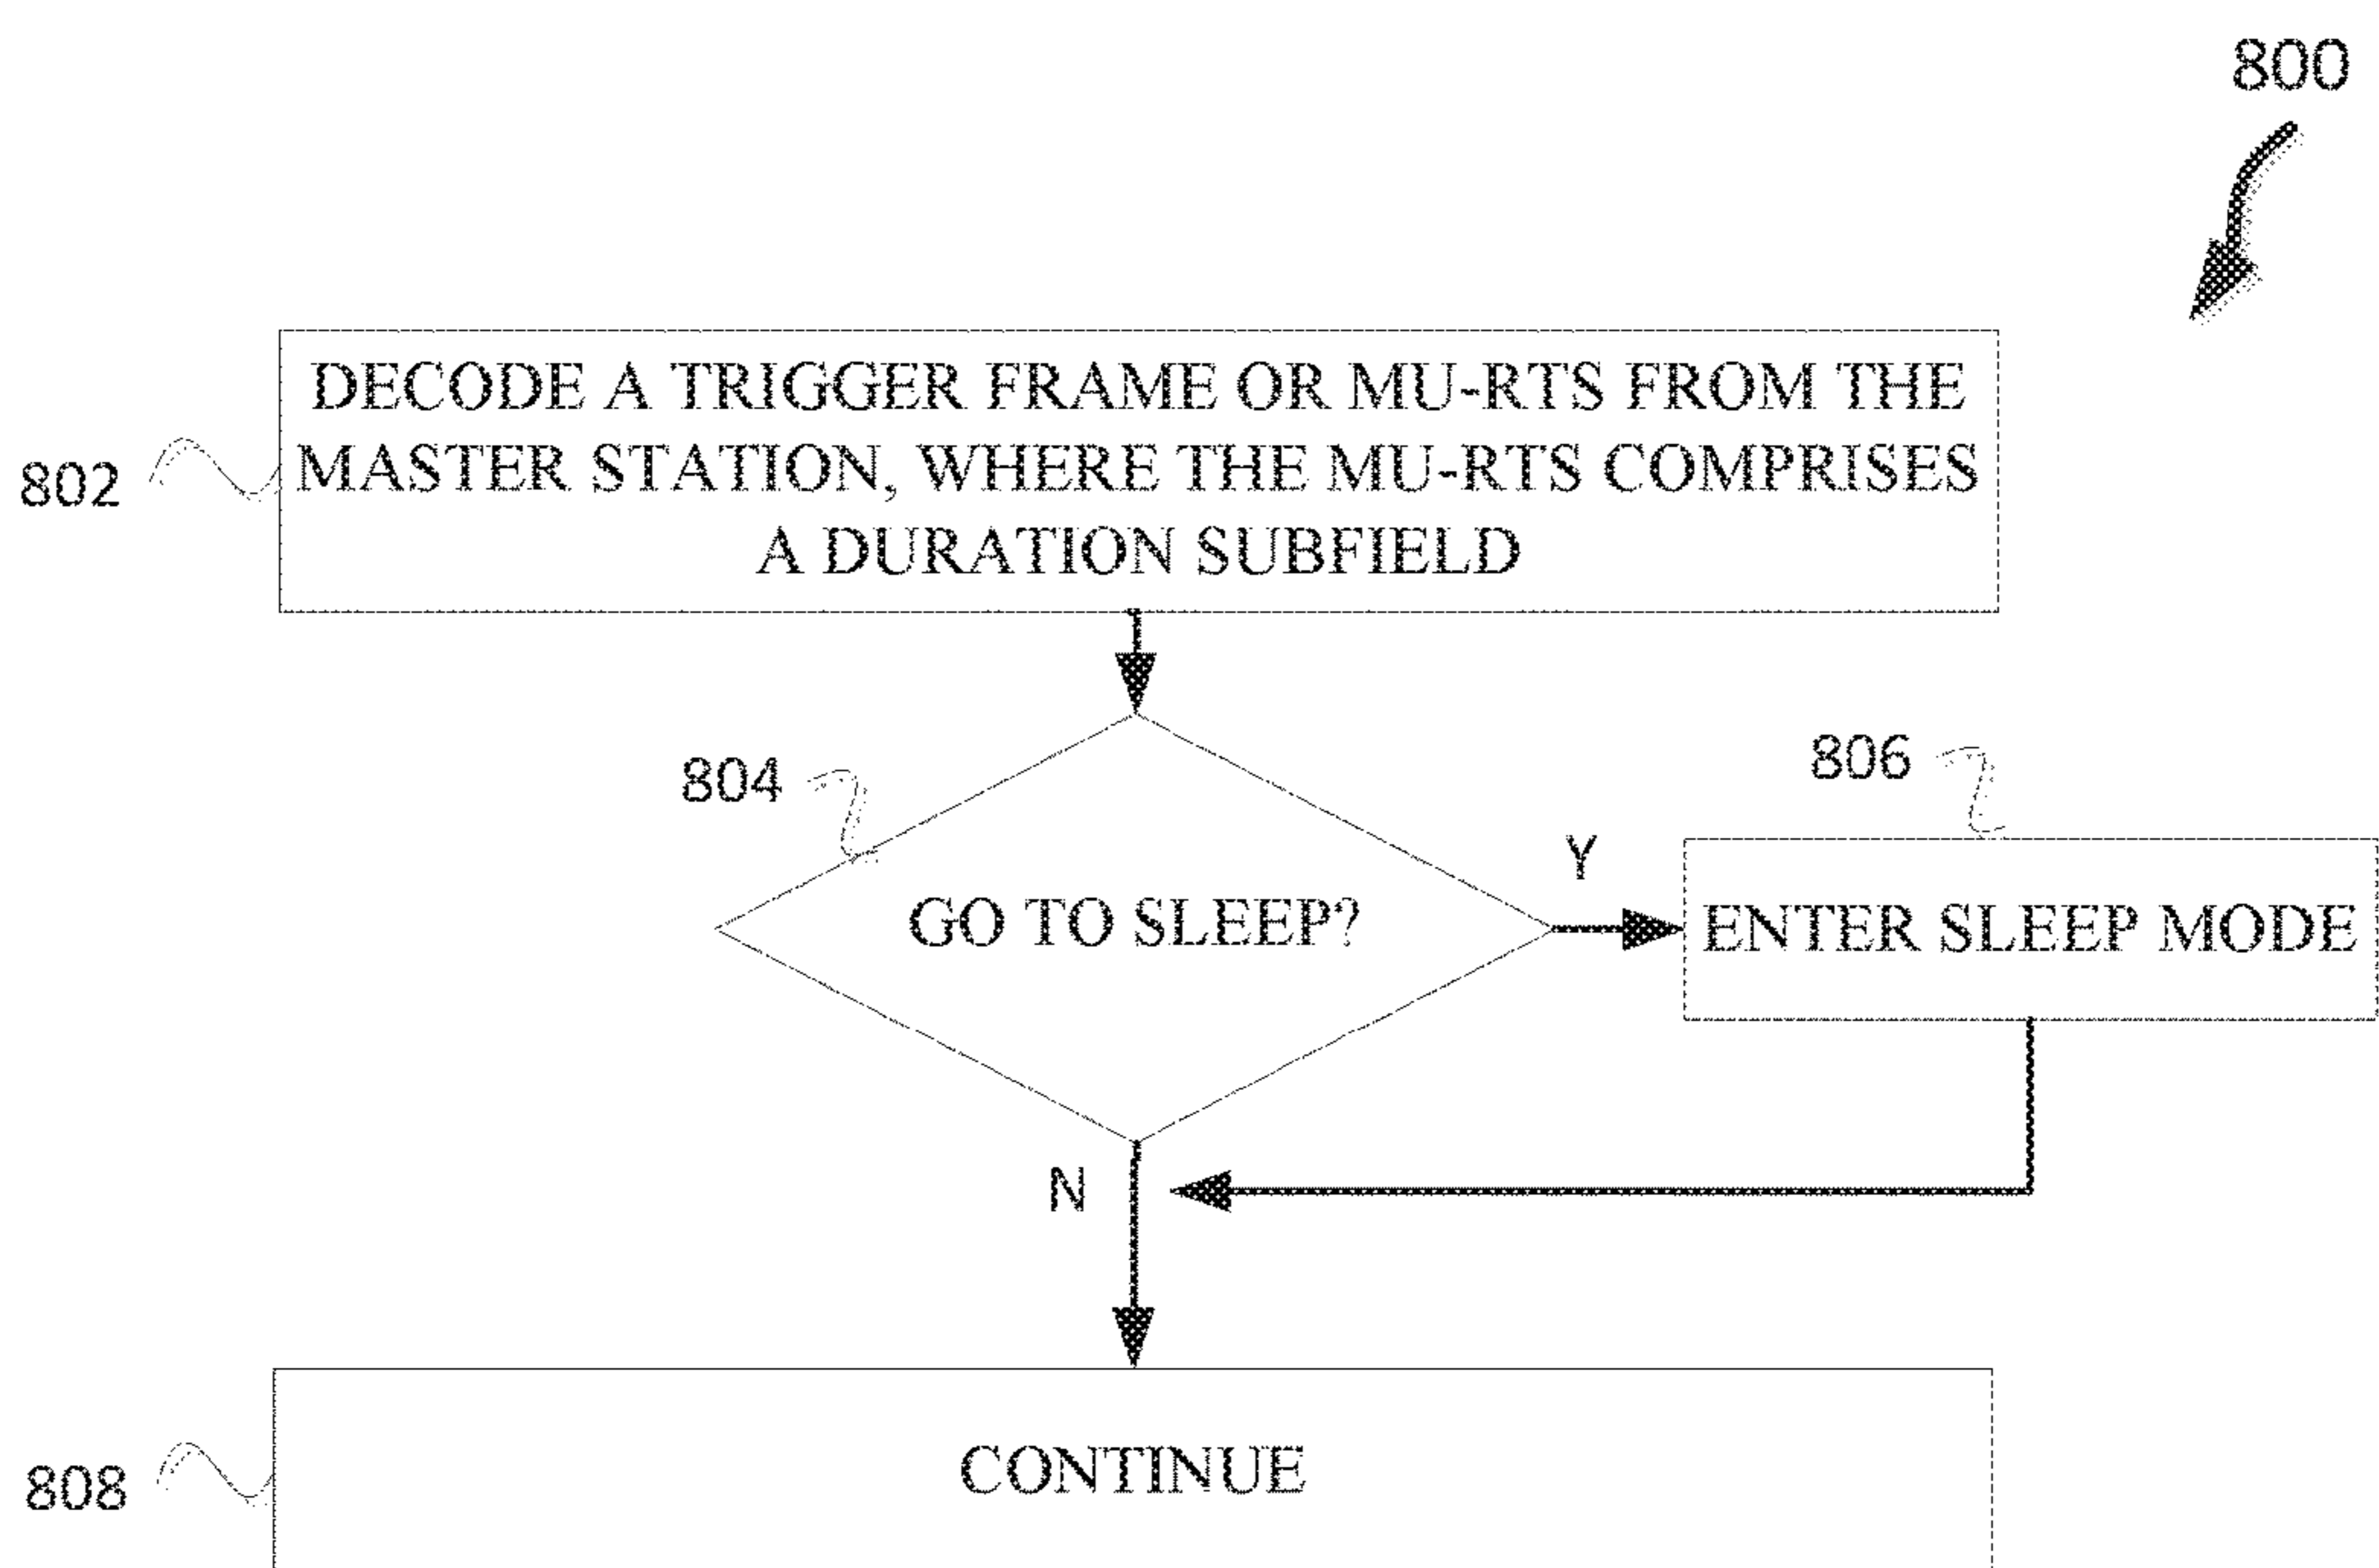 800
DECODE A TRIGGER FRAME OR MU-RTS FROM THE
MASTER STATION, WHERE THE MU-RTS COMPRISES
A DURATION SUBFIELD
802
804
GO TO SLEEP?
Y
806
ENTER SLEEP MODE
N
808
CONTINUE